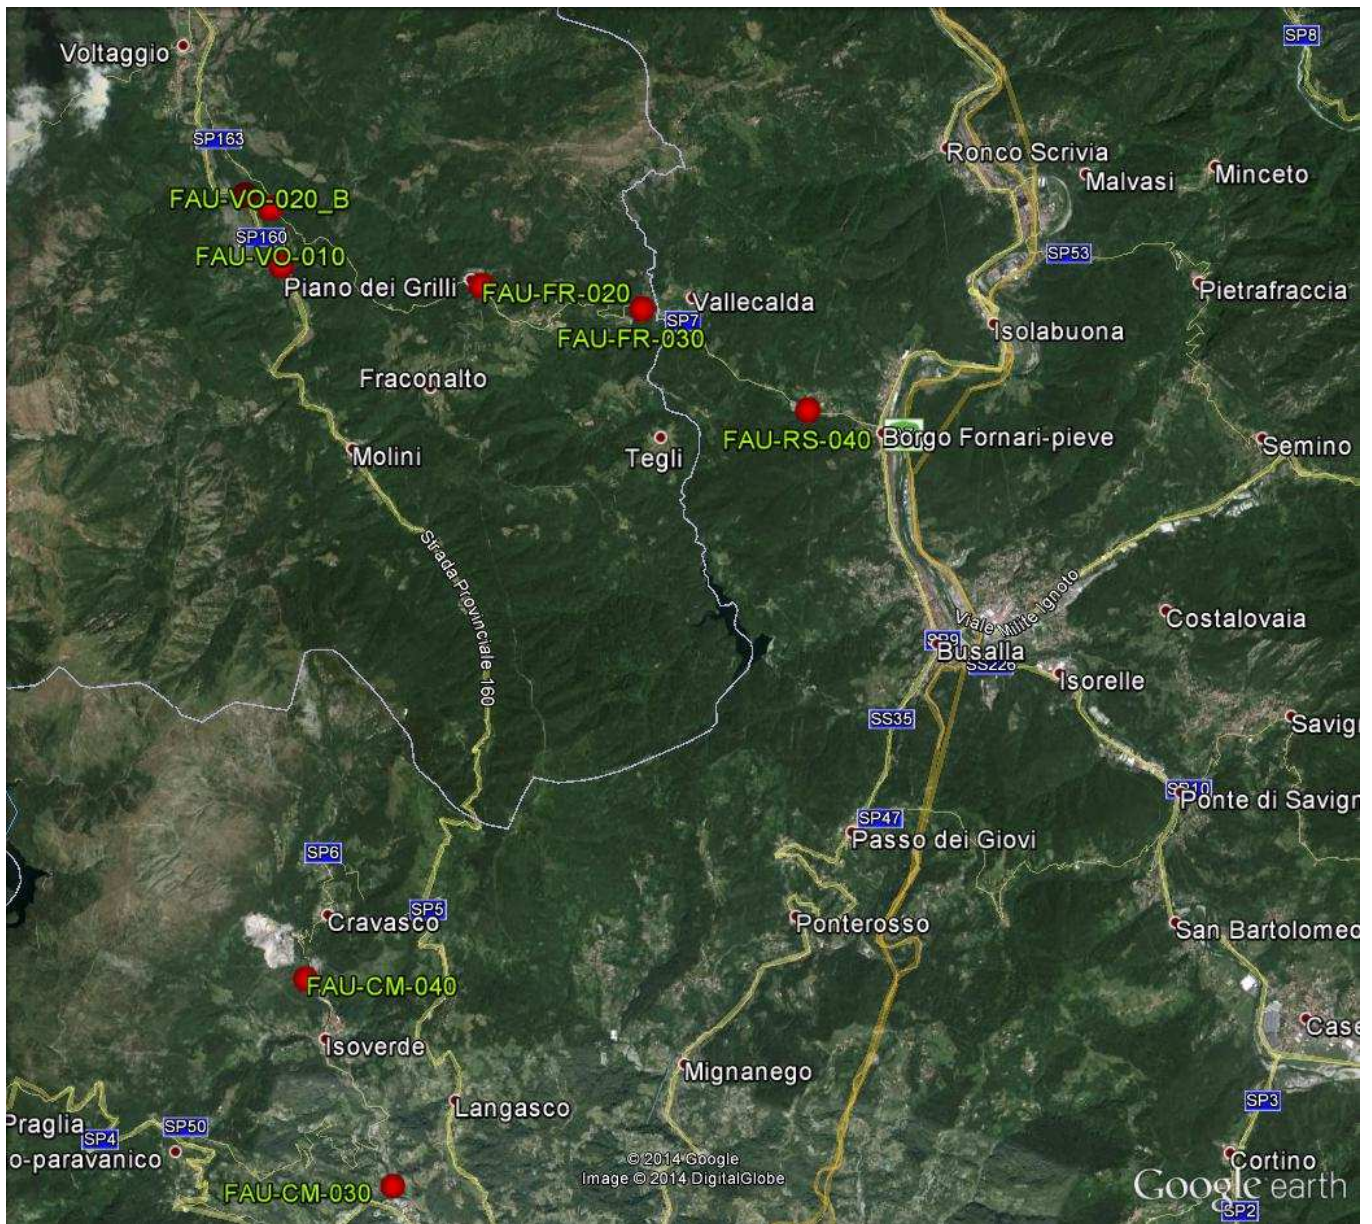 SP8
Voltaggio
SP163
Ronco Scrivia
Malvasi
Minceto
FAU-VO-020_B
SP160
FAU-VO-010
SP53
Piano dei Grilli
FAU-FR-020
Vallecalda
Pietrafraccia
SP7
FAU-FR-030
Isolabuona
Fraconalto
FAU-RS-040
Borgo Fornari-pieve
Molini
Tegli
Semino
Strada Provinciale 160
Viale Milite Ignoto
Costalovaia
SP9
Busalla
SS226
Isorelle
SS35
Savign
SP10
Ponte di Savign
SP47
Passo dei Giovi
SP6
SP5
Cravasco
Ponterosso
San Bartolomeo
FAU-CM-040
Isoverde
Case
Mignanego
Langasco
SP3
Praglia
SP4
SP50
o-paravanico
Cortino
FAU-CM-030
© 2014 Google
Image © 2014 DigitalGlobe
Google earth
SP2